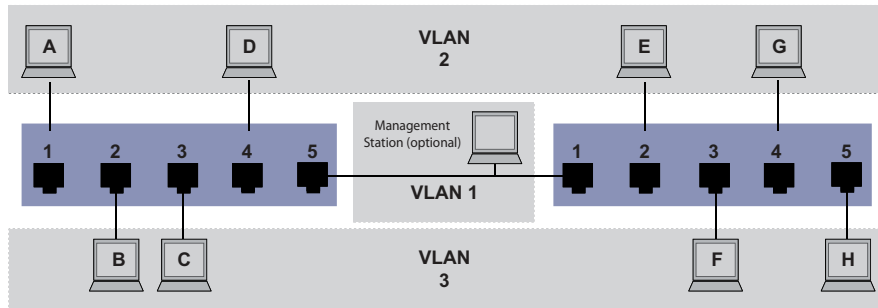 A
D
VLAN
2
E
G
1
2
3
4
5
Management
Station (optional)
VLAN 1
1
2
3
4
5
B
C
VLAN
3
F
H